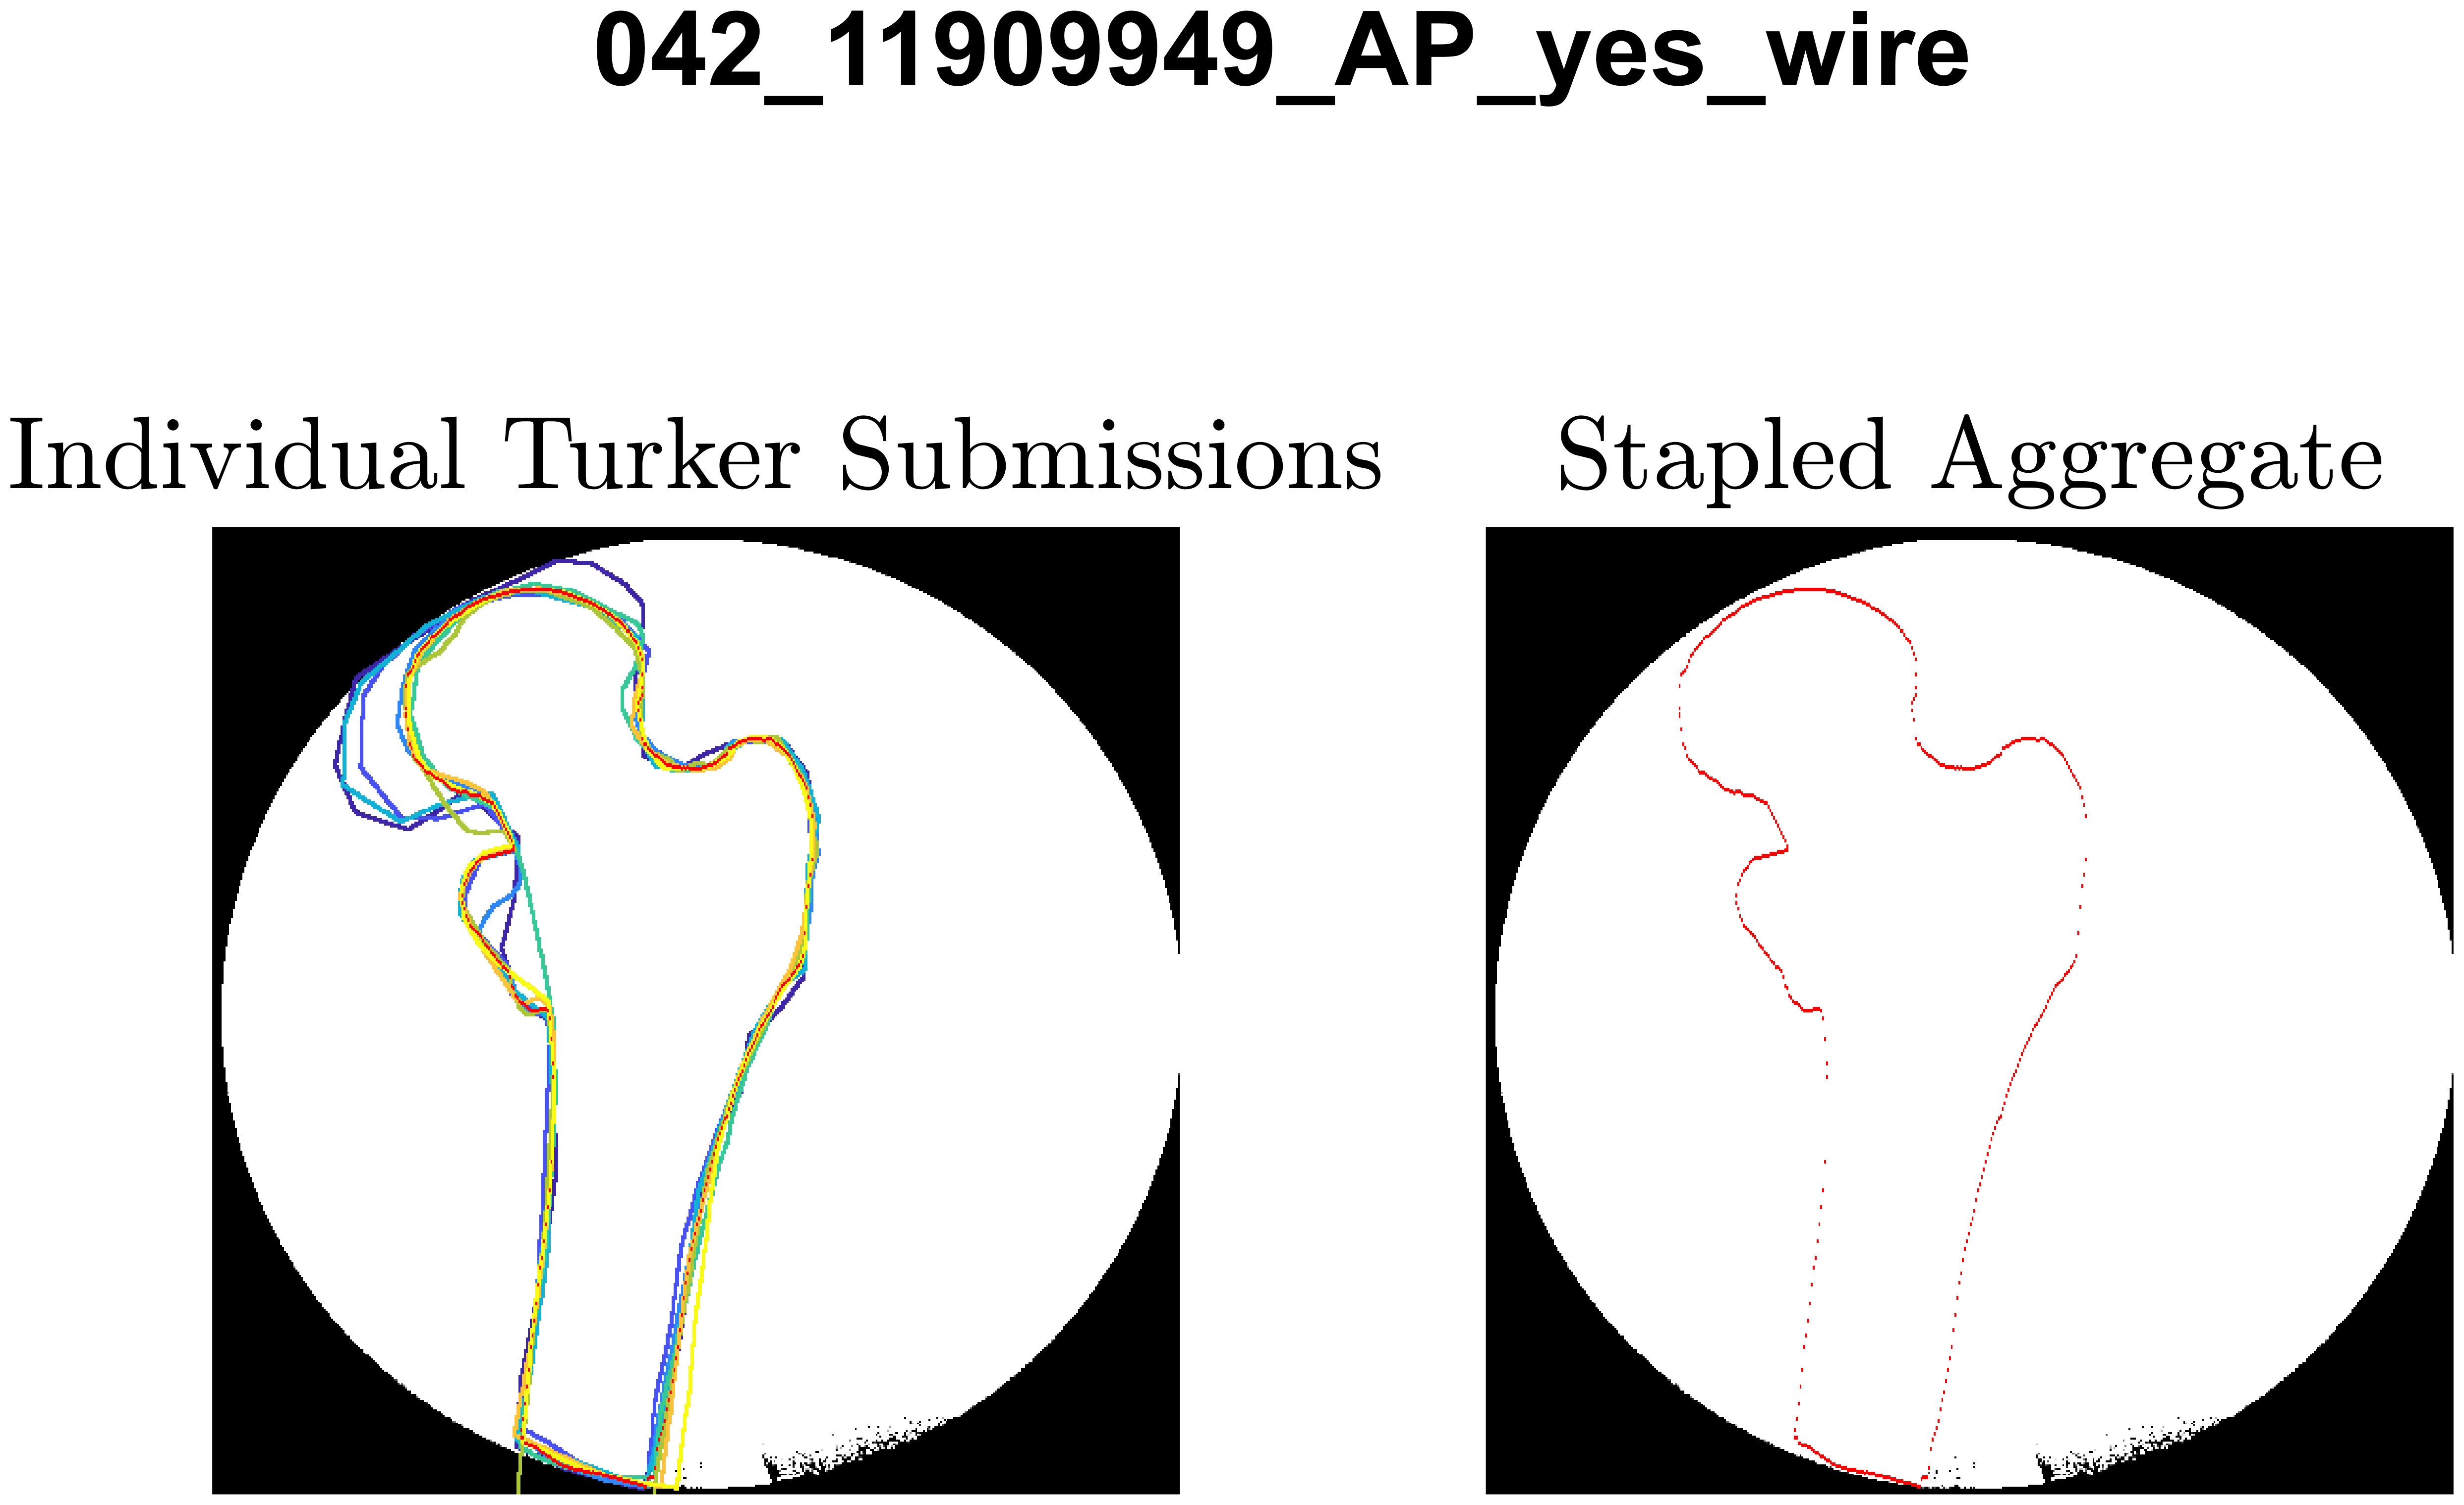 042_11909949_AP_yes_wire
Individual Turker Submissions
Stapled Aggregate